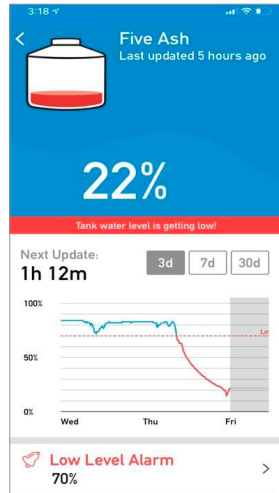 3:18
Five Ash
Last updated 5 hours ago
22%
Tank water level is getting low!
Next Update:
1h 12m
3d 7d 30d
100%
50%
0%
Wed Thu Fri
Low Level Alarm
70%